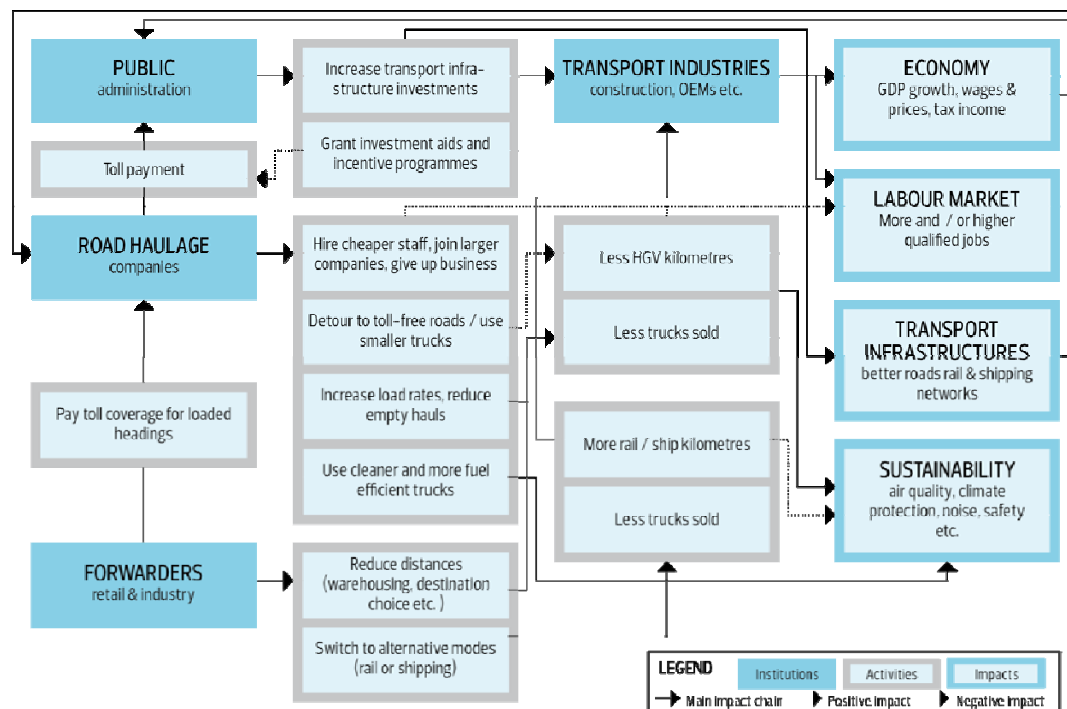 PUBLIC
administration
Increase transport infra-
structure investments
TRANSPORT INDUSTRIES
construction, OEMs etc.
ECONOMY
GDP growth, wages &
prices, tax income
Toll payment
Grant investment aids and
incentive programmes
LABOUR MARKET
More and / or higher
qualified jobs
ROAD HAULAGE
companies
Hire cheaper staff, join larger
companies, give up business
Less HGV kilometres
Detour to toll-free roads / use
smaller trucks
Less trucks sold
TRANSPORT
INFRASTRUCTURES
better roads rail & shipping
networks
Pay toll coverage for loaded
headings
Increase load rates, reduce
empty hauls
More rail / ship kilometres
Use cleaner and more fuel
efficient trucks
Less trucks sold
SUSTAINABILITY
air quality, climate
protection, noise, safety
etc.
FORWARDERS
retail & industry
Reduce distances
(warehousing, destination
choice etc.)
Switch to alternative modes
(rail or shipping)
LEGEND
Institutions
Activities
Impacts
Main impact chain
Positive impact
Negative impact